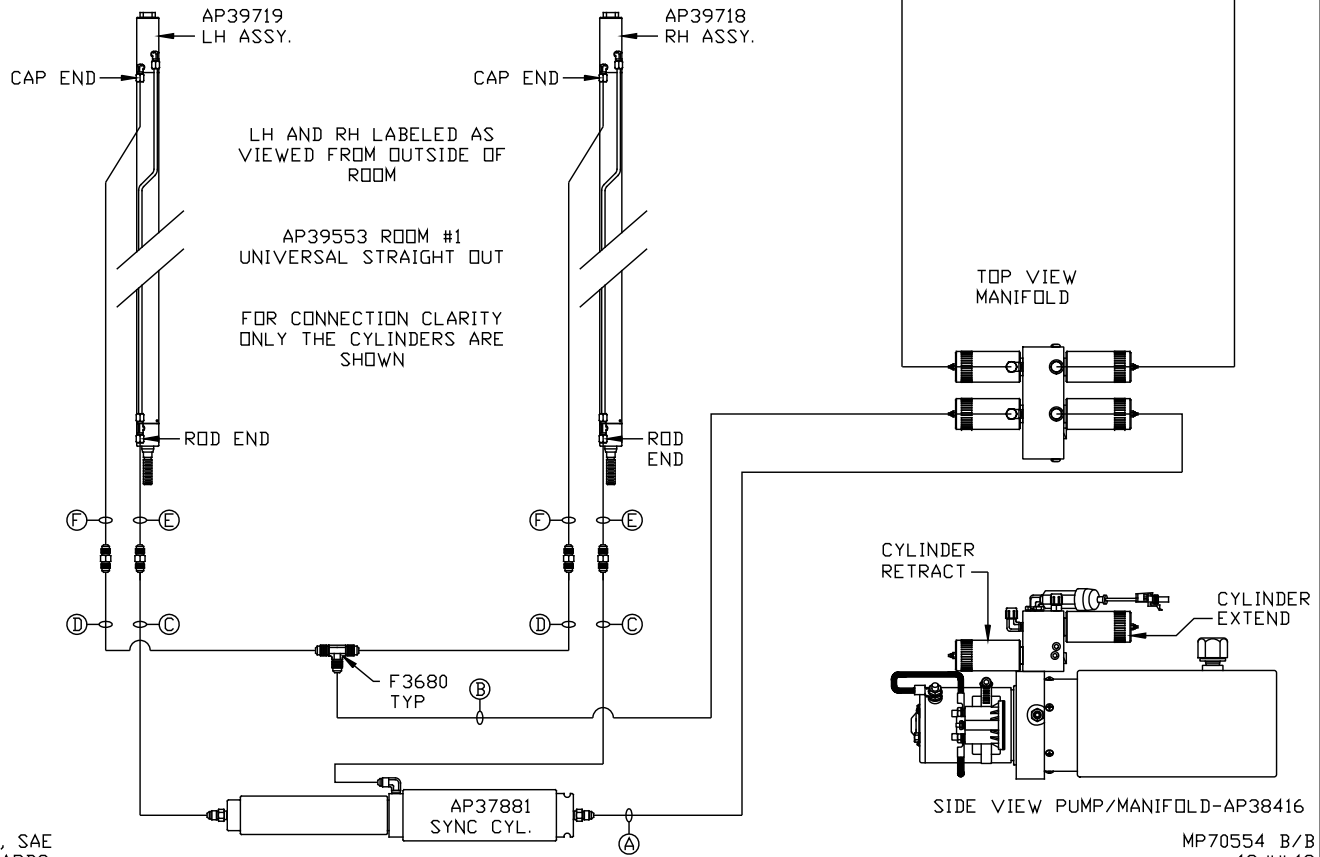 AP39719
LH ASSY.
AP39718
RH ASSY.
CAP END
CAP END
LH AND RH LABELED AS
VIEWED FROM OUTSIDE OF
ROOM
AP39553 ROOM #1
UNIVERSAL STRAIGHT OUT
FOR CONNECTION CLARITY
ONLY THE CYLINDERS ARE
SHOWN
TOP VIEW
MANIFOLD
ROD END
ROD
END
F
E
F
E
CYLINDER
RETRACT
CYLINDER
EXTEND
D
C
D
C
F3680
TYP
B
AP37881
SYNC CYL.
A
SIDE VIEW PUMP/MANIFOLD-AP38416
, SAE
MP70554 B/B